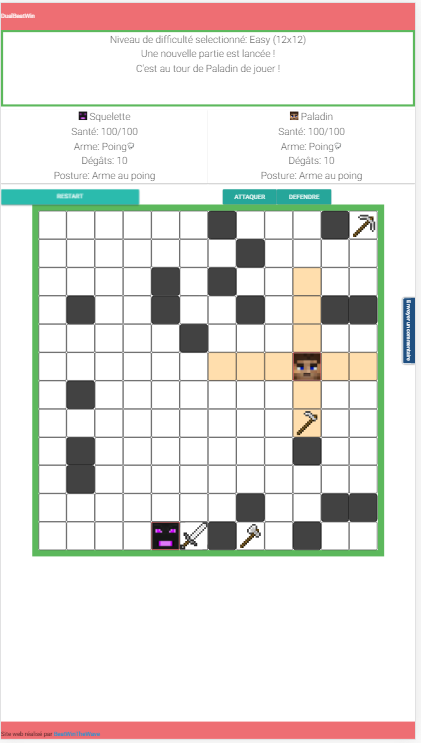 DualBeatWin
Niveau de difficulté selectionné: Easy (12x12)
Une nouvelle partie est lancée !
C'est au tour de Paladin de jouer !
Squelette
Santé: 100/100
Arme: Poing
Dégâts: 10
Posture: Arme au poing
Paladin
Santé: 100/100
Arme: Poing
Dégâts: 10
Posture: Arme au poing
RESTART
ATTAQUER
DEFENDRE
Envoyer un commentaire
Site web réalisé par